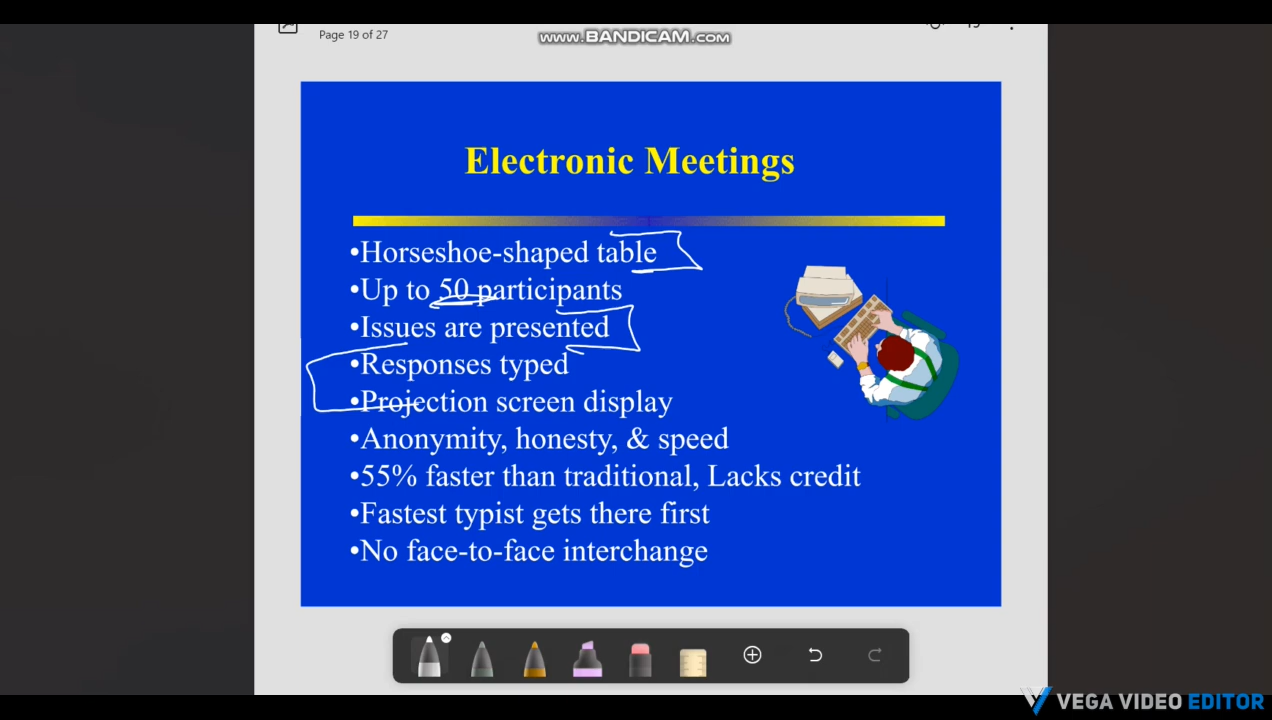 Page 19 of 27
www.BANDICAM.com
Electronic Meetings
•Horseshoe-shaped table
•Up to 50 participants
•Issues are presented
•Responses typed
•Projection screen display
•Anonymity, honesty, & speed
•55% faster than traditional, Lacks credit
•Fastest typist gets there first
•No face-to-face interchange
VEGA VIDEO EDITOR